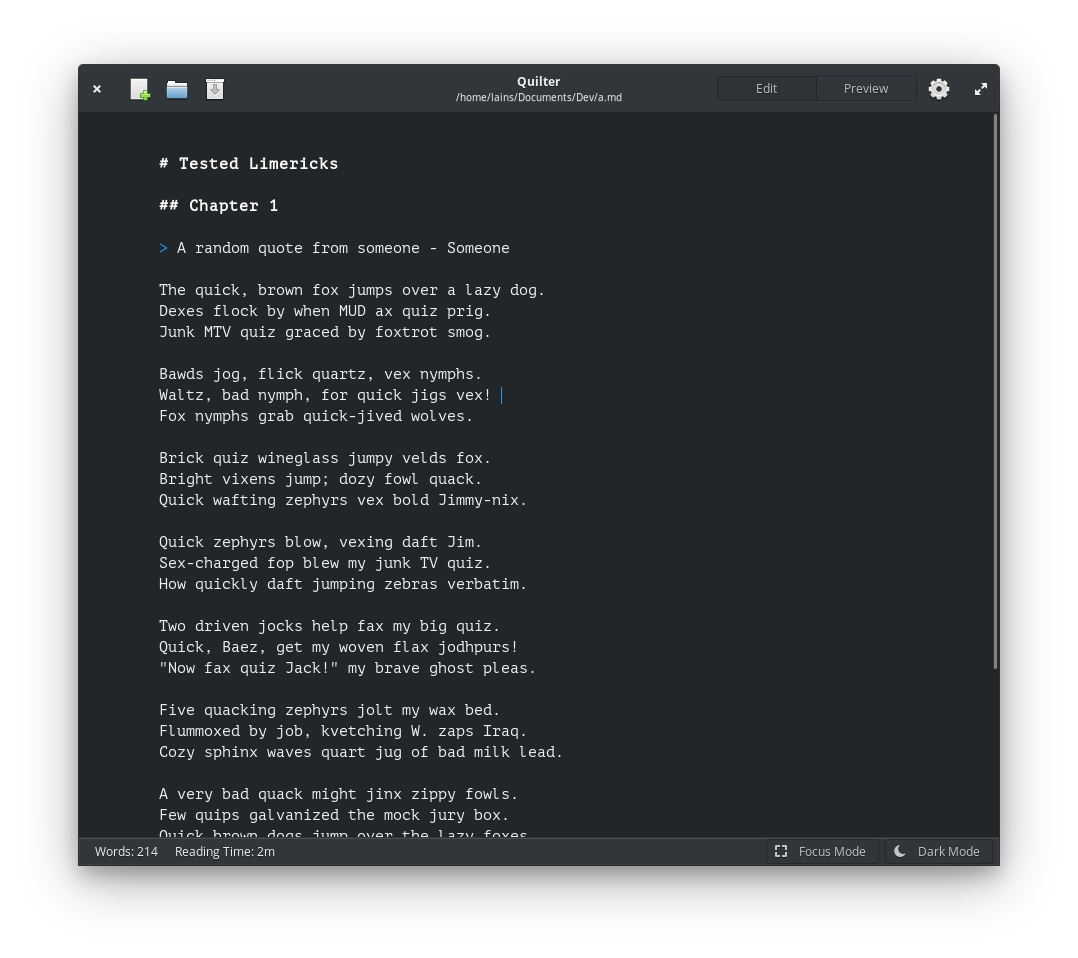 Quilter
/home/lains/Documents/Dev/a.md
Edit
Preview
# Tested Limericks
## Chapter 1
> A random quote from someone - Someone
The quick, brown fox jumps over a lazy dog.
Dexes flock by when MUD ax quiz prig.
Junk MTV quiz graced by foxtrot smog.
Bawds jog, flick quartz, vex nymphs.
Waltz, bad nymph, for quick jigs vex!
Fox nymphs grab quick-jived wolves.
Brick quiz wineglass jumpy velds fox.
Bright vixens jump; dozy fowl quack.
Quick wafting zephyrs vex bold Jimmy-nix.
Quick zephyrs blow, vexing daft Jim.
Sex-charged fop blew my junk TV quiz.
How quickly daft jumping zebras verbatim.
Two driven jocks help fax my big quiz.
Quick, Baez, get my woven flax jodhpurs!
"Now fax quiz Jack!" my brave ghost pleas.
Five quacking zephyrs jolt my wax bed.
Flummoxed by job, kvetching W. zaps Iraq.
Cozy sphinx waves quart jug of bad milk lead.
A very bad quack might jinx zippy fowls.
Few quips galvanized the mock jury box.
Quick brown dogs jump over the lazy foxes
Words: 214
Reading Time: 2m
Focus Mode
Dark Mode